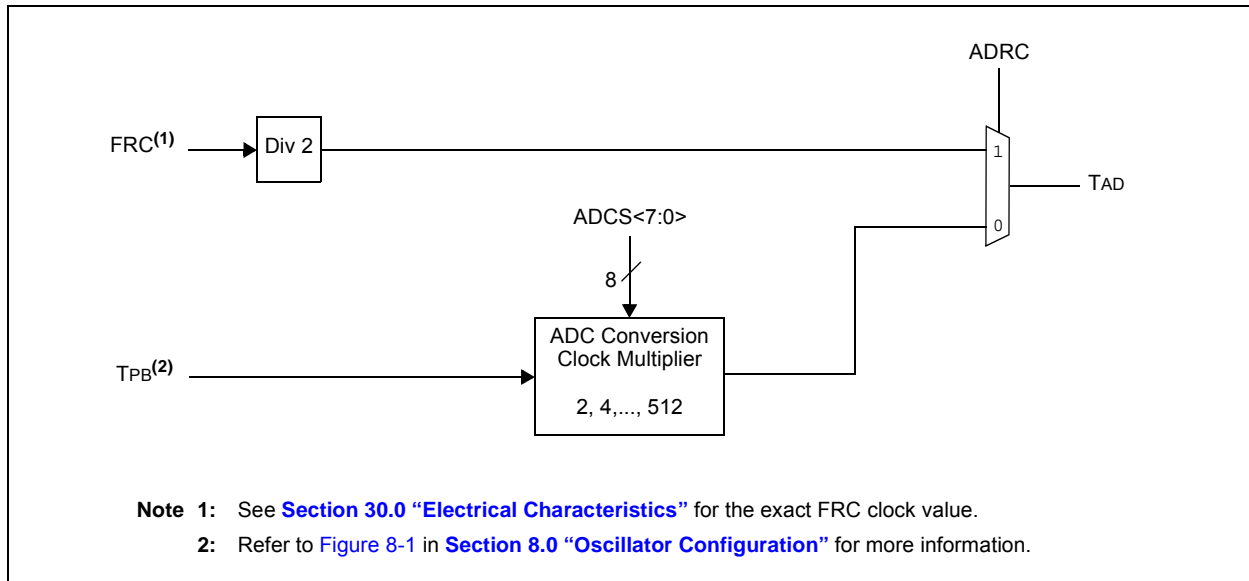 ADRC
FRC(1)
Div 2
1
TAD
ADCS<7:0>
0
8
ADC Conversion
Clock Multiplier
2, 4,..., 512
TPB(2)
Note 1: See Section 30.0 “Electrical Characteristics” for the exact FRC clock value.
2: Refer to Figure 8-1 in Section 8.0 “Oscillator Configuration” for more information.